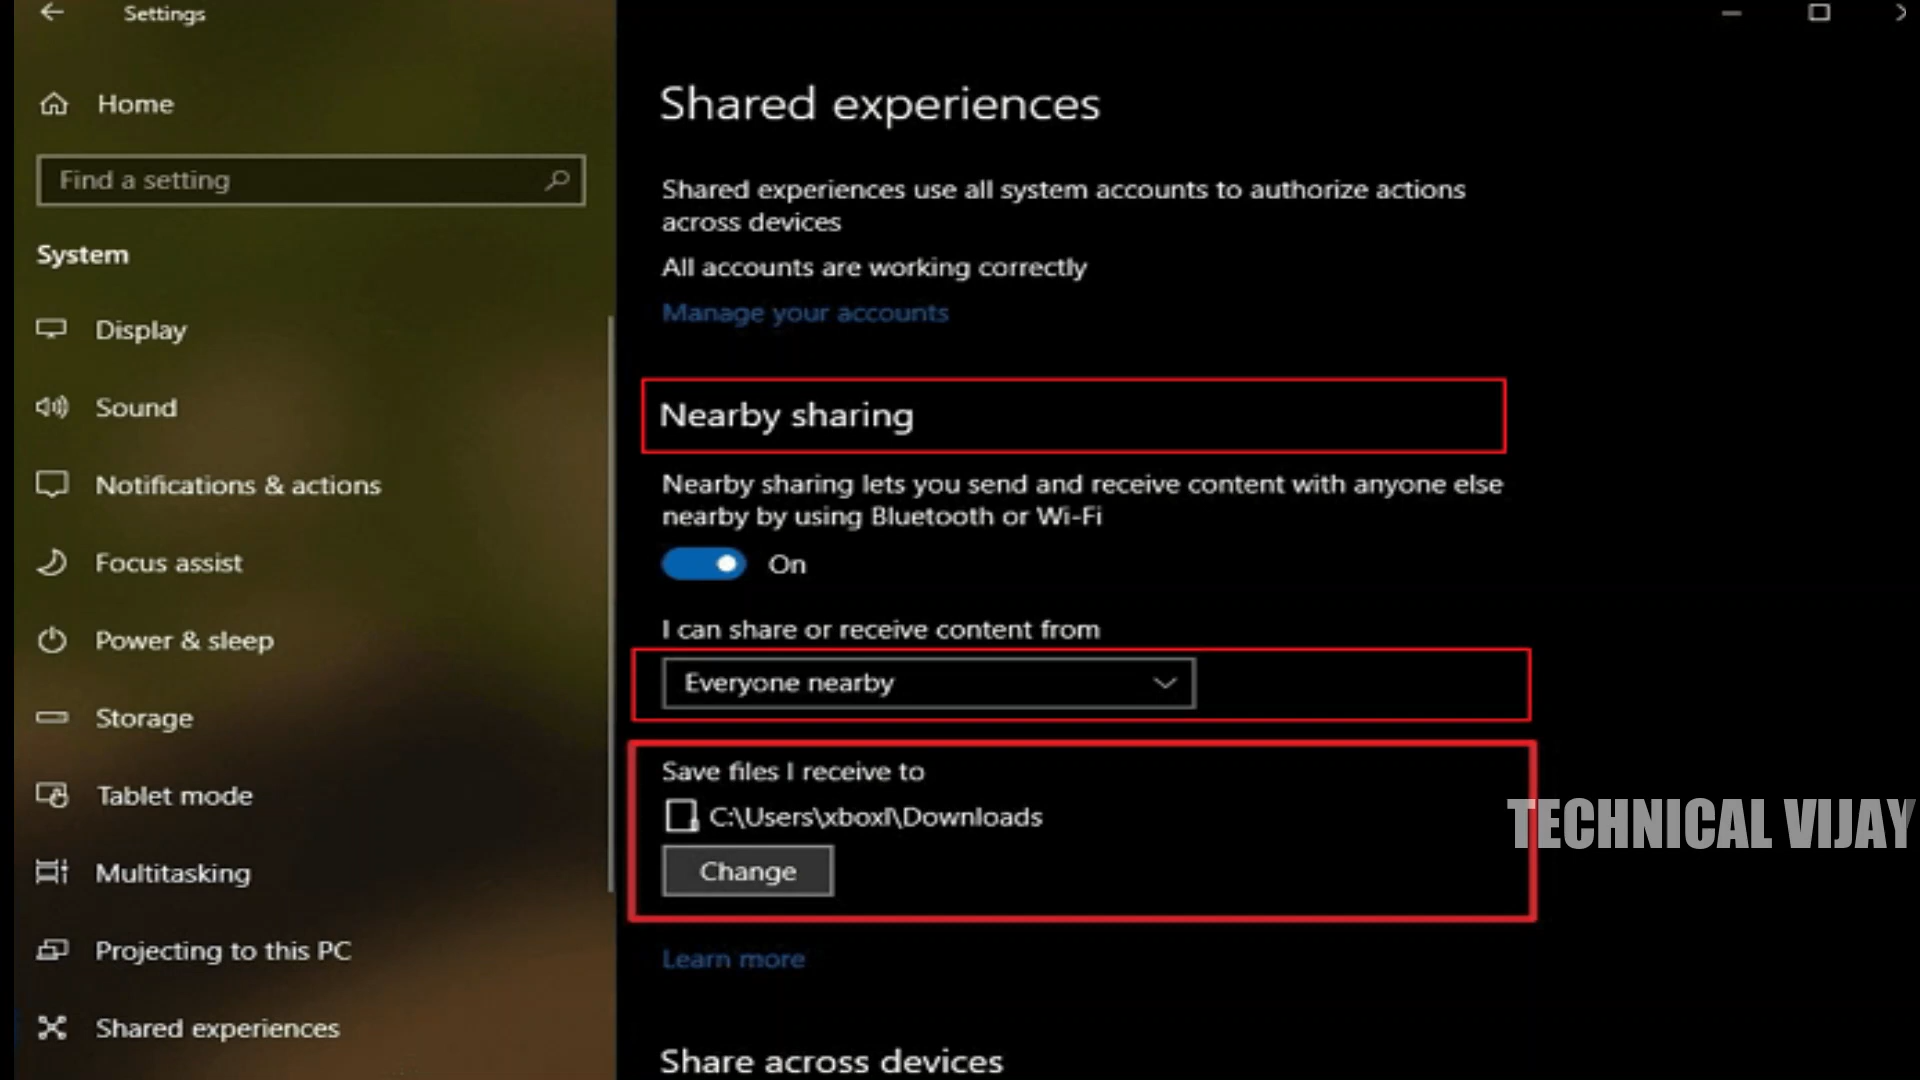 Settings
Home
Find a setting
System
Display
Sound
Notifications & actions
Focus assist
Power & sleep
Storage
Tablet mode
Multitasking
Projecting to this PC
Shared experiences
Shared experiences
Shared experiences use all system accounts to authorize actions
across devices
All accounts are working correctly
Manage your accounts
Nearby sharing
Nearby sharing lets you send and receive content with anyone else
nearby by using Bluetooth or Wi-Fi
On
I can share or receive content from
Everyone nearby
Save files I receive to
C:\Users\xboxl\Downloads
Change
Learn more
Share across devices
TECHNICAL VIJAY